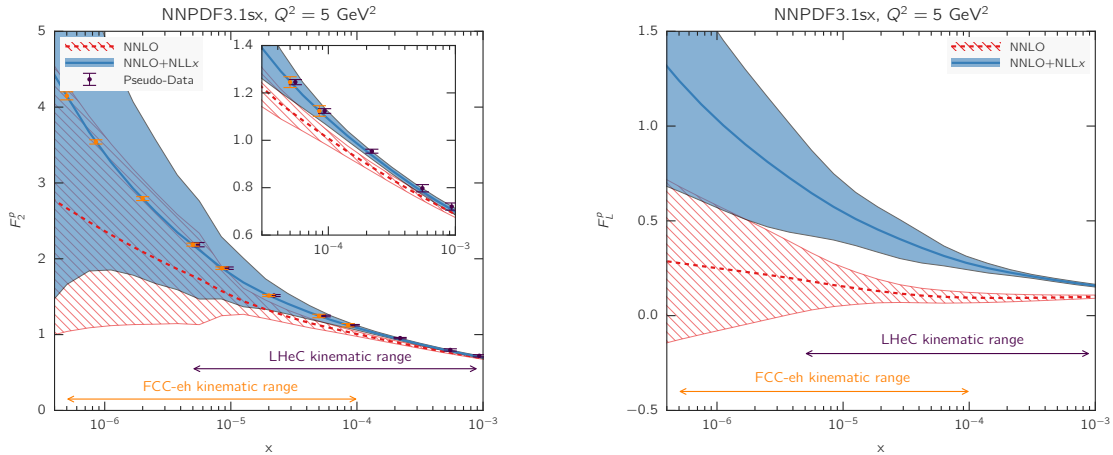 NNPDF3.1sx, Q² = 5 GeV²
NNLO
NNLO+NLLx
Pseudo-Data
5
4
3
2
1
0
F₂ᵖ
1.4
1.2
1.0
0.8
0.6
10⁻⁴
10⁻³
LHeC kinematic range
FCC-eh kinematic range
10⁻⁶
10⁻⁵
10⁻⁴
10⁻³
x
NNPDF3.1sx, Q² = 5 GeV²
NNLO
NNLO+NLLx
1.5
1.0
0.5
0.0
−0.5
F_Lᵖ
LHeC kinematic range
FCC-eh kinematic range
10⁻⁶
10⁻⁵
10⁻⁴
10⁻³
x